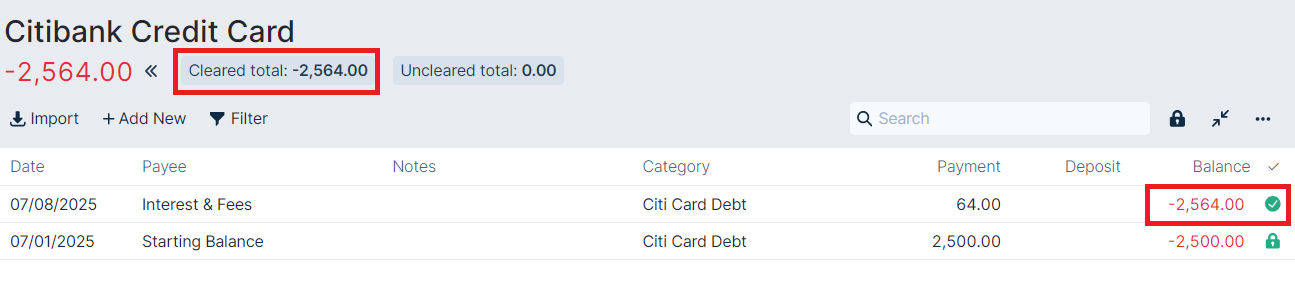 Citibank Credit Card
-2,564.00 « Cleared total: -2,564.00 Uncleared total: 0.00
Import + Add New Filter Search
Date Payee Notes Category Payment Deposit Balance
07/08/2025 Interest & Fees Citi Card Debt 64.00 -2,564.00
07/01/2025 Starting Balance Citi Card Debt 2,500.00 -2,500.00